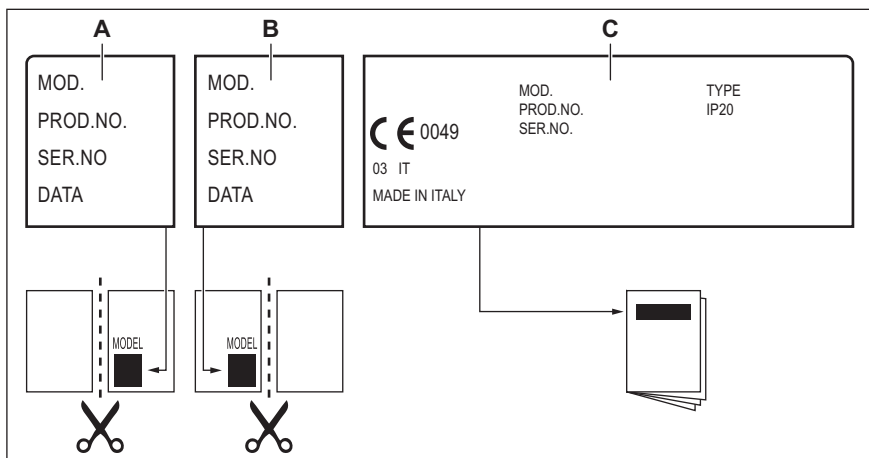 A
B
C
MOD.
PROD.NO.
SER.NO
DATA
MOD.
PROD.NO.
SER.NO
DATA
MOD.
PROD.NO.
SER.NO.
TYPE
IP20
CE 0049
03 IT
MADE IN ITALY
MODEL
MODEL